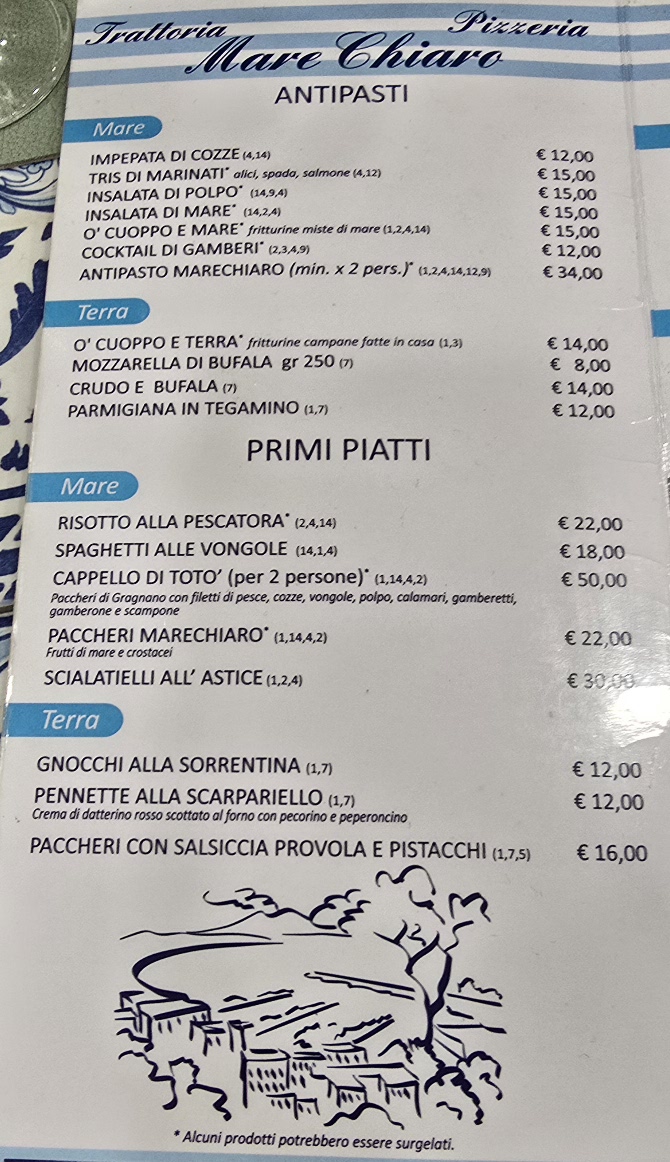 Trattoria Pizzeria
Mare Chiaro
ANTIPASTI
Mare
IMPEPATA DI COZZE (4,14) € 12,00
TRIS DI MARINATI* alici, spada, salmone (4,12) € 15,00
INSALATA DI POLPO* (14,9,4) € 15,00
INSALATA DI MARE* (14,2,4) € 15,00
O' CUOPPO E MARE* fritturine miste di mare (1,2,4,14) € 15,00
COCKTAIL DI GAMBERI* (2,3,4,9) € 12,00
ANTIPASTO MARECHIARO (min. x 2 pers.)* (1,2,4,14,12,9) € 34,00
Terra
O' CUOPPO E TERRA* fritturine campane fatte in casa (1,3) € 14,00
MOZZARELLA DI BUFALA gr 250 (7) € 8,00
CRUDO E BUFALA (7) € 14,00
PARMIGIANA IN TEGAMINO (1,7) € 12,00
PRIMI PIATTI
Mare
RISOTTO ALLA PESCATORA* (2,4,14) € 22,00
SPAGHETTI ALLE VONGOLE (14,1,4) € 18,00
CAPPELLO DI TOTO' (per 2 persone)* (1,14,4,2) € 50,00
Paccheri di Gragnano con filetti di pesce, cozze, vongole, polpo, calamari, gamberetti,
gamberone e scampone
PACCHERI MARECHIARO* (1,14,4,2) € 22,00
Frutti di mare e crostacei
SCIALATIELLI ALL' ASTICE (1,2,4) € 30,00
Terra
GNOCCHI ALLA SORRENTINA (1,7) € 12,00
PENNETTE ALLA SCARPARIELLO (1,7) € 12,00
Crema di datterino rosso scottato al forno con pecorino e peperoncino
PACCHERI CON SALSICCIA PROVOLA E PISTACCHI (1,7,5) € 16,00
* Alcuni prodotti potrebbero essere surgelati.